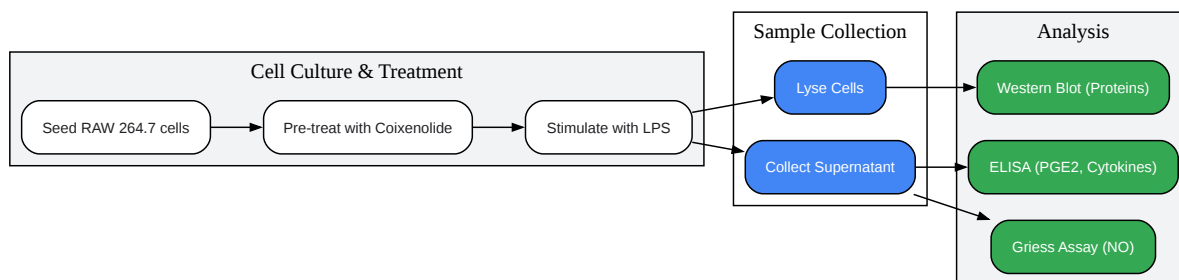 Cell Culture & Treatment
Seed RAW 264.7 cells
Pre-treat with Coixenolide
Stimulate with LPS
Sample Collection
Lyse Cells
Collect Supernatant
Analysis
Western Blot (Proteins)
ELISA (PGE2, Cytokines)
Griess Assay (NO)